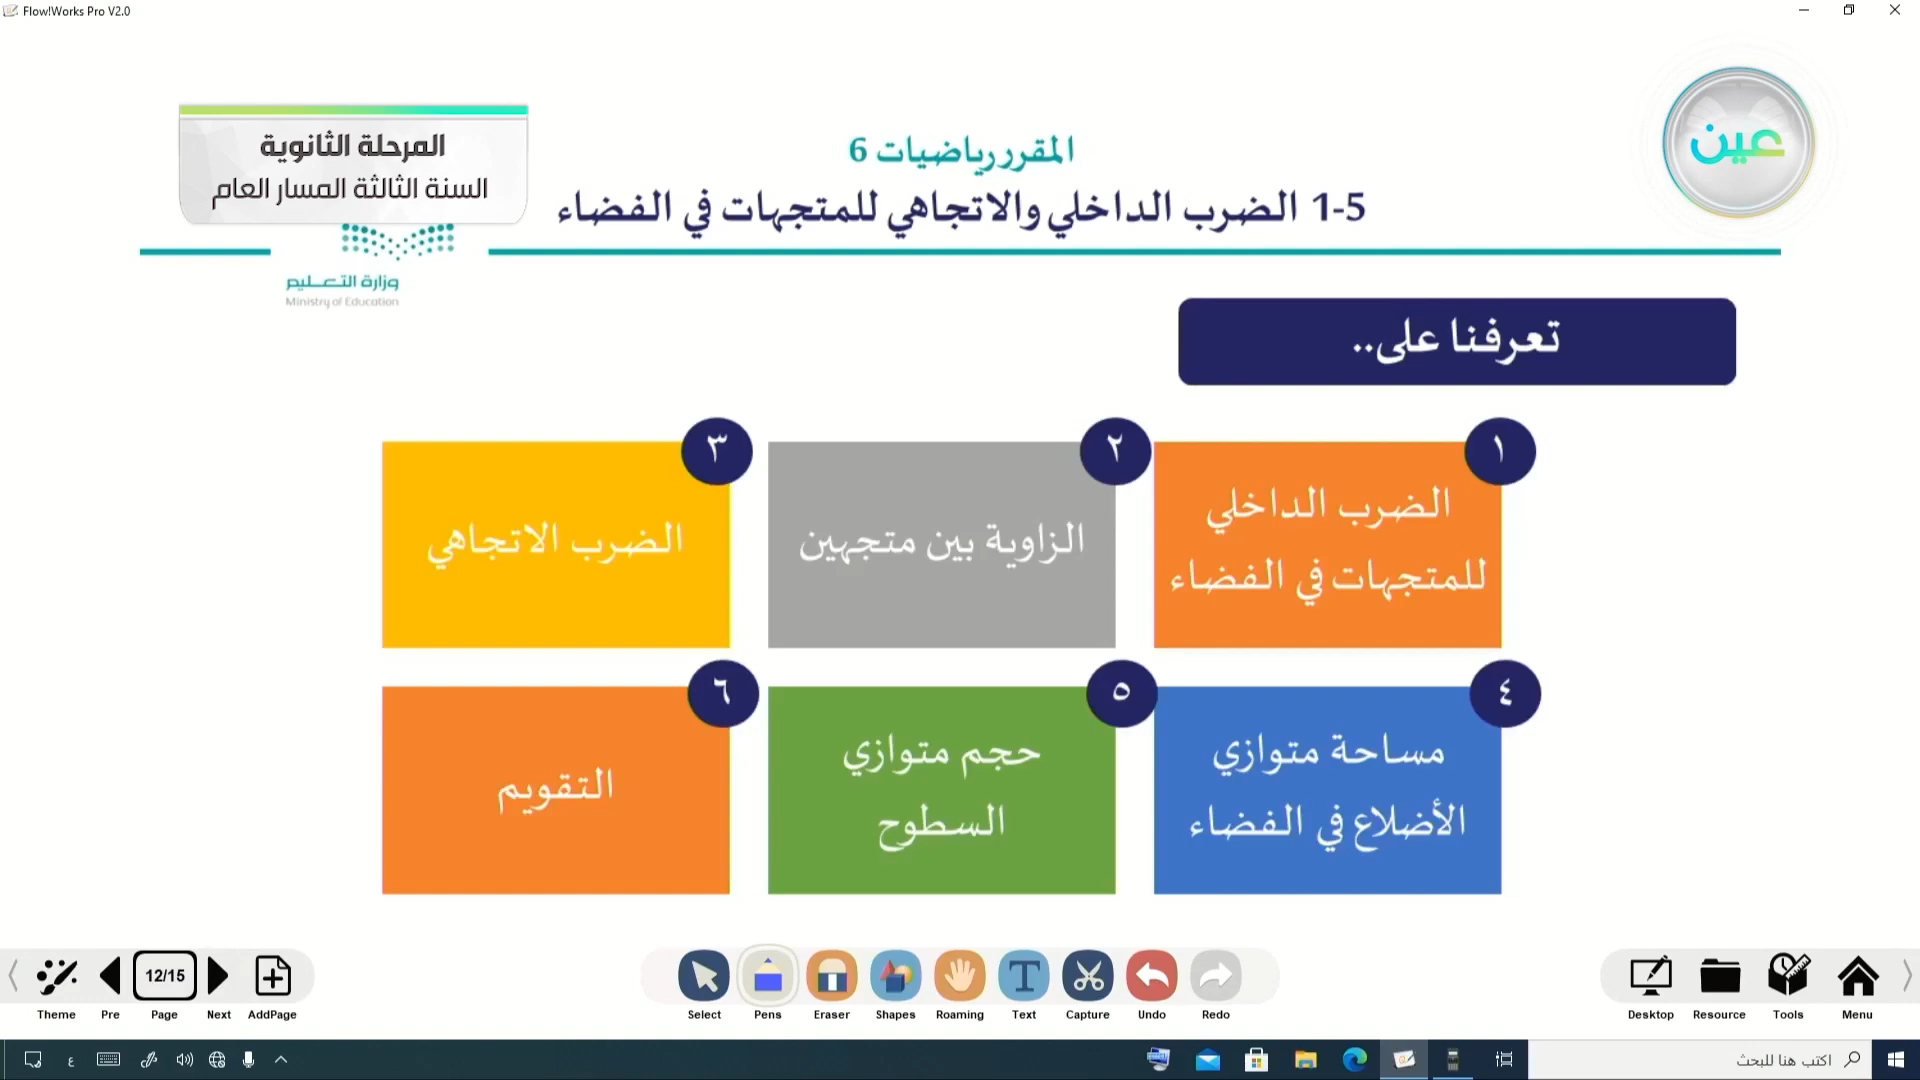 Flow!Works Pro V2.0
عين
المرحلة الثانوية
السنة الثالثة المسار العام
المقرر رياضيات 6
1-5 الضرب الداخلي والاتجاهي للمتجهات في الفضاء
وزارة التعليم
Ministry of Education
تعرفنا على..
١
الضرب الداخلي
للمتجهات في الفضاء
٢
الزاوية بين متجهين
٣
الضرب الاتجاهي
٤
مساحة متوازي
الأضلاع في الفضاء
٥
حجم متوازي
السطوح
٦
التقويم
12/15
Theme
Pre
Page
Next
AddPage
Select
Pens
Eraser
Shapes
Roaming
Text
Capture
Undo
Redo
Desktop
Resource
Tools
Menu
ع
اكتب هنا للبحث